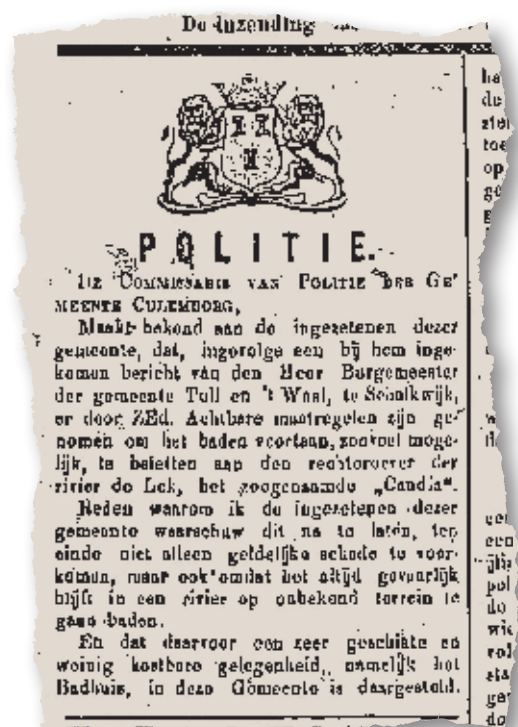 De inzending
POLITIE.
DE COMMISSARIS VAN POLITIE DER GE-
MEENTE CULEMBORG,
Maakt bekend aan de ingezetenen dezer
gemeente, dat, ingevolge een bij hem inge-
komen bericht van den Heer Burgemeester
der gemeente Tull en 't Waal, te Schalkwijk,
er door ZEd. Achtbare maatregelen zijn ge-
nomen om het baden voortaan, zooveel moge-
lijk, te beletten aan den rechteroever der
rivier de Lek, het zoogenaamde „Candia“.
Reden waarom ik de ingezetenen dezer
gemeente waarschuw dit na te laten, ten
einde niet alleen geldelijke schade te voor-
komen, maar ook omdat het altijd gevaarlijk
blijft in een rivier op onbekend terrein te
gaan baden.
En dat daarvoor een zeer geschikte en
weinig kostbare gelegenheid, namelijk het
Badhuis, in deze Gemeente is daargesteld.